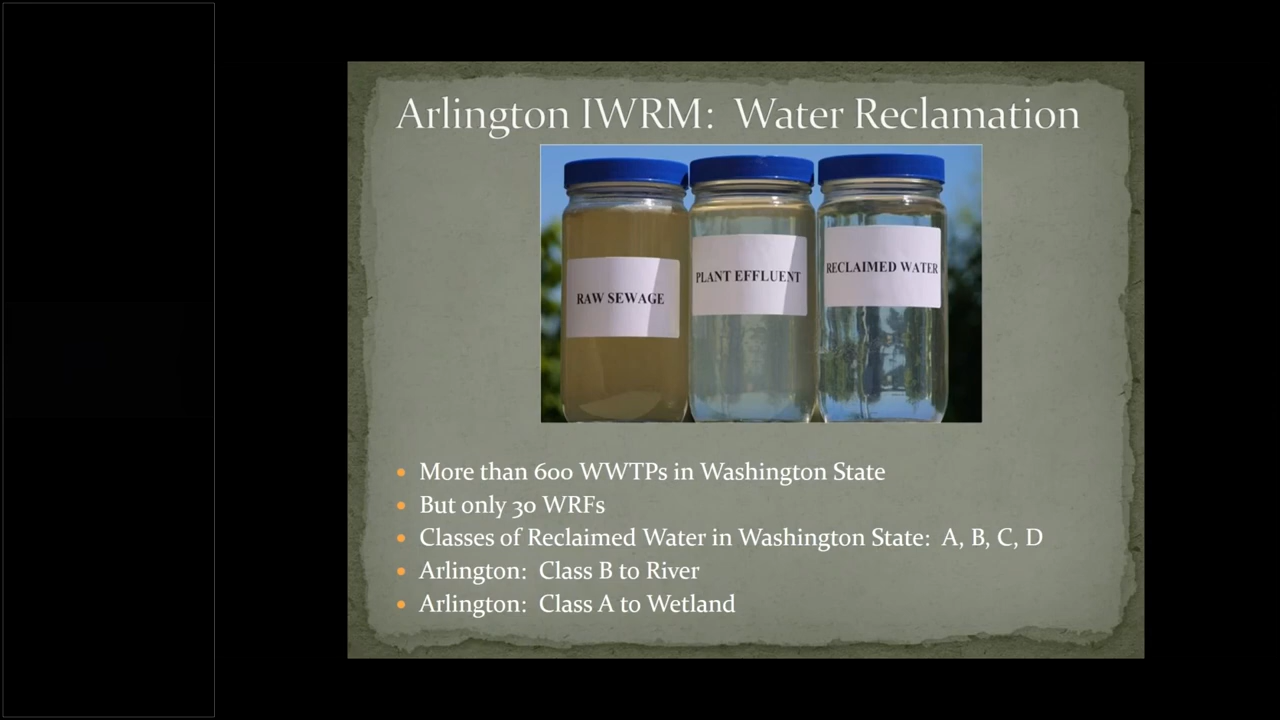 Arlington IWRM: Water Reclamation
RAW SEWAGE
PLANT EFFLUENT
RECLAIMED WATER
• More than 600 WWTPs in Washington State
• But only 30 WRFs
• Classes of Reclaimed Water in Washington State: A, B, C, D
• Arlington: Class B to River
• Arlington: Class A to Wetland